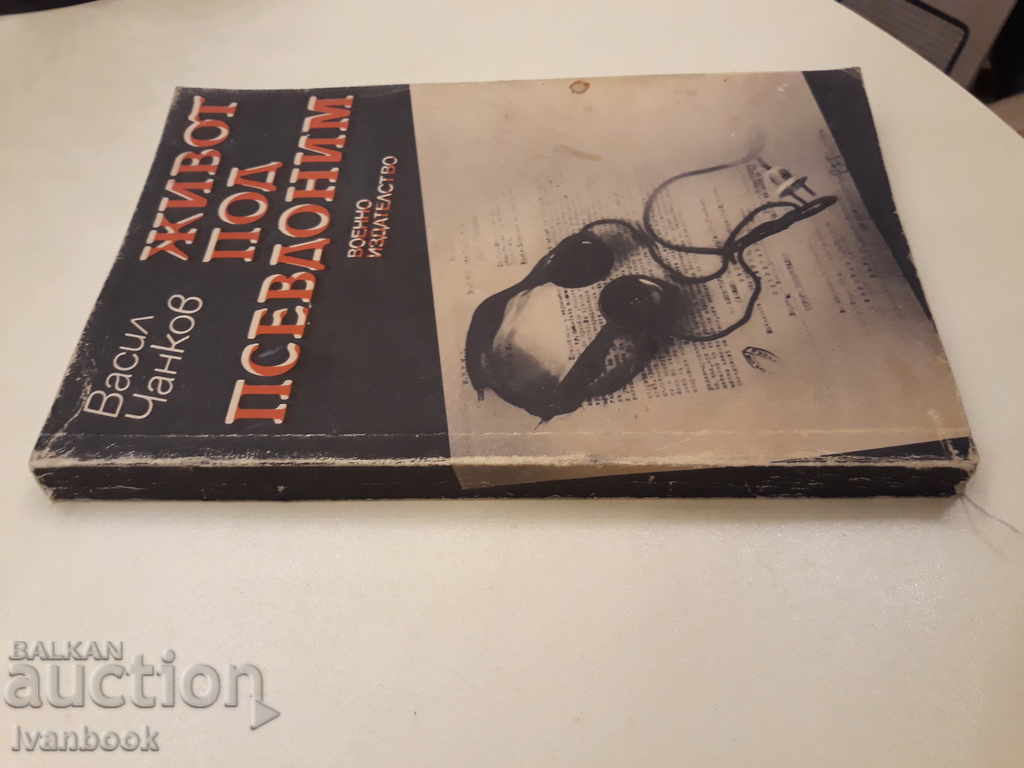 Васил
Чанков
ЖИВОТ
ПОД
ПСЕВДОНИМ
ВОЕННО
ИЗДАТЕЛСТВО
BALKAN
auction
Ivanbook